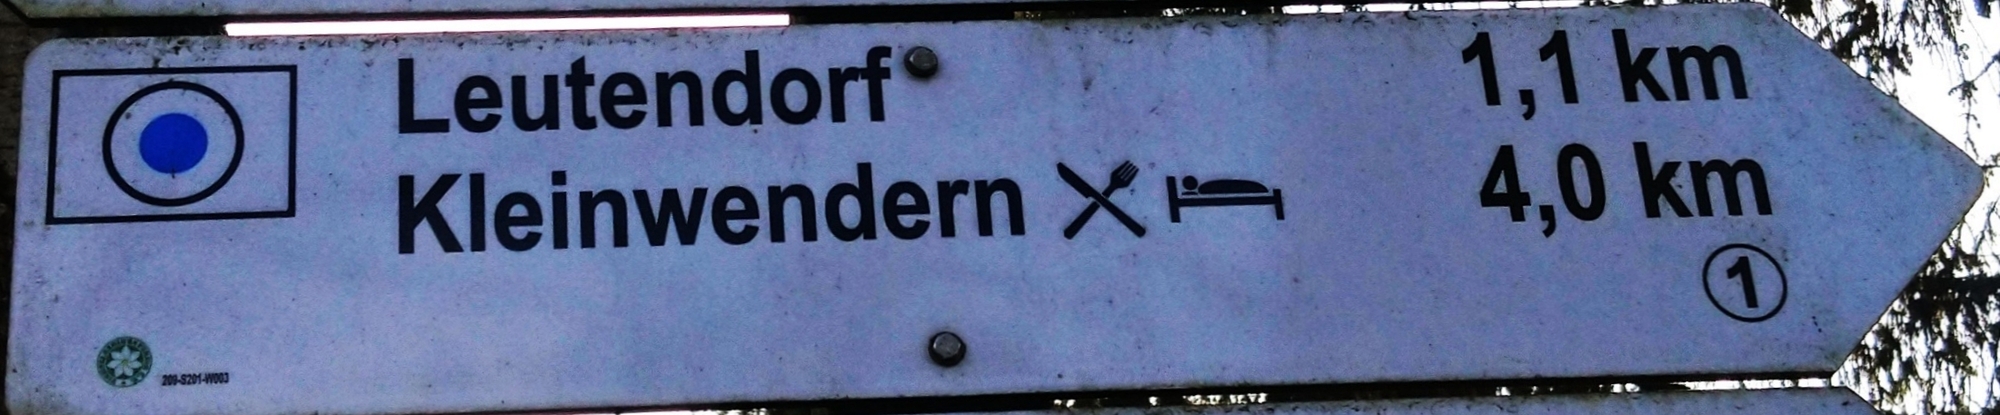 Leutendorf 1,1 km
Kleinwendern 4,0 km
1
209-S201-W003